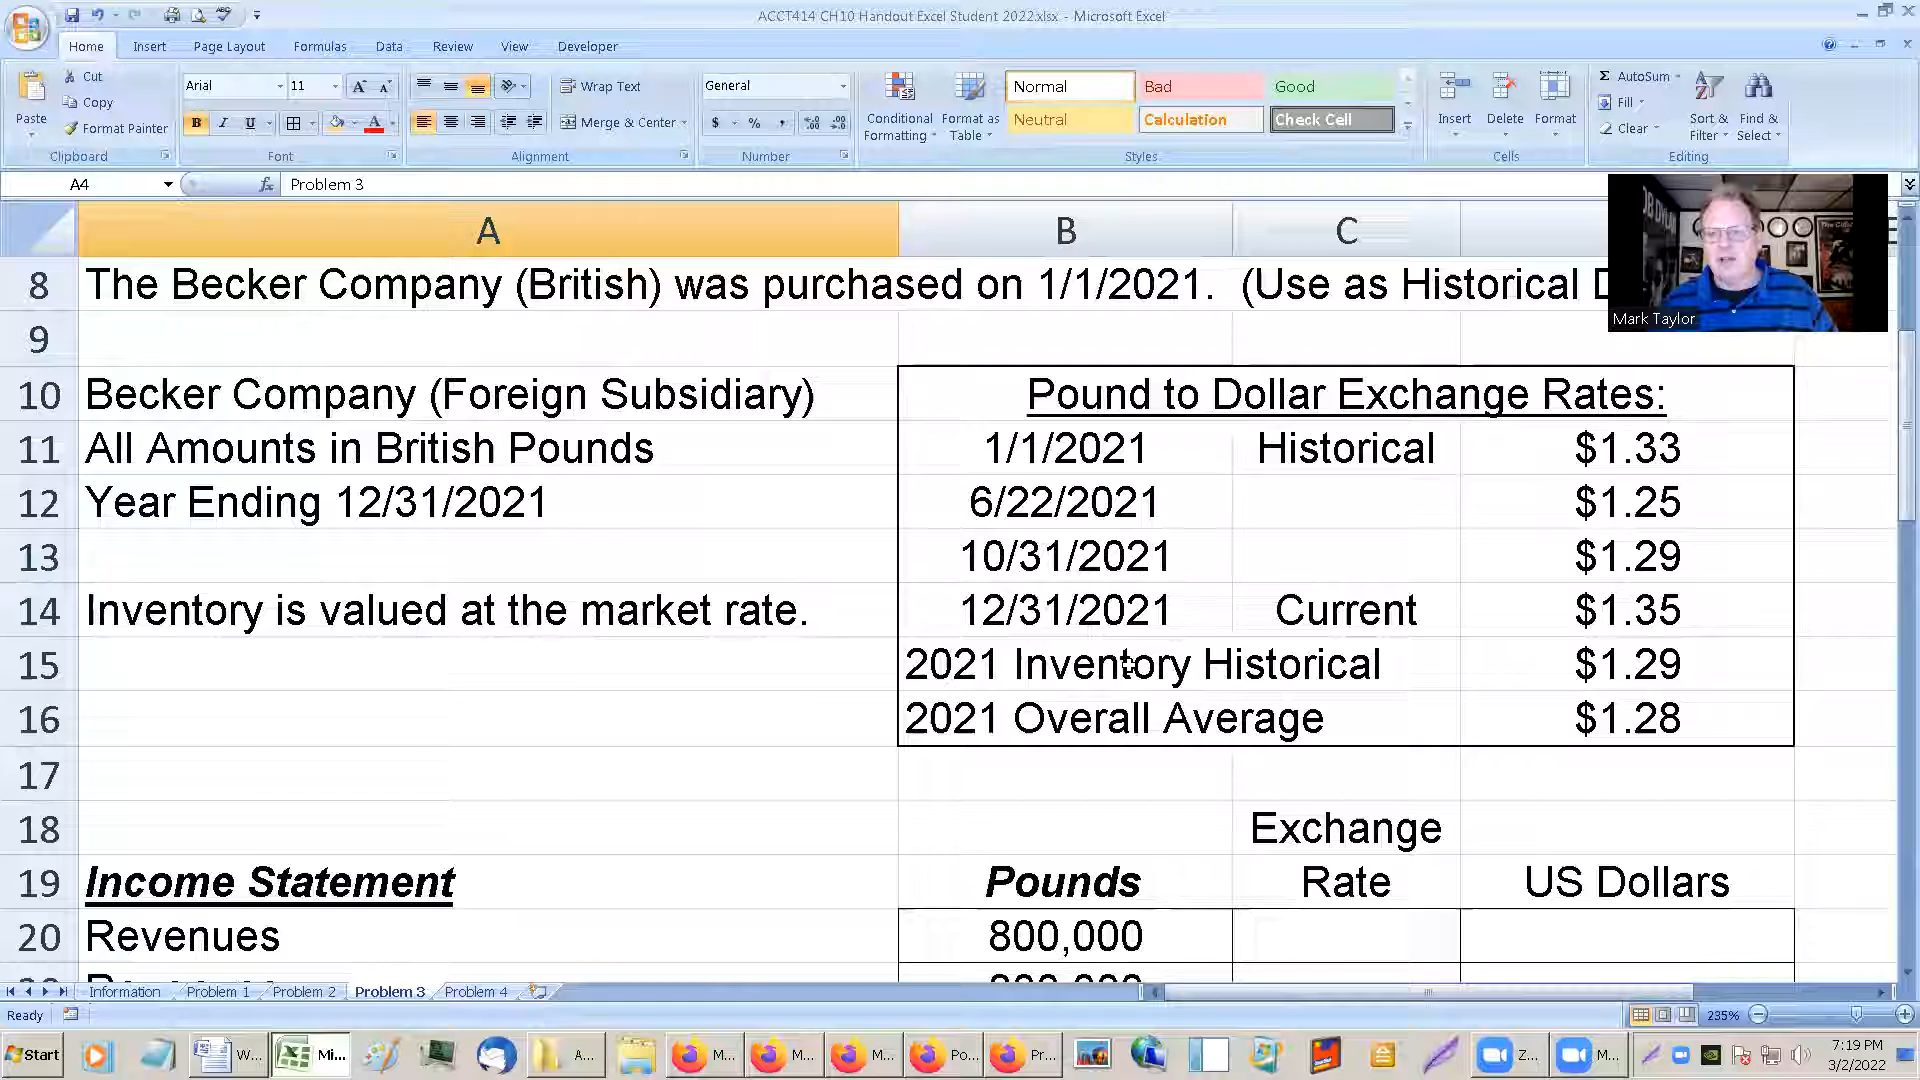 ACCT414 CH10 Handout Excel Student 2022.xlsx - Microsoft Excel
Home Insert Page Layout Formulas Data Review View Developer
Paste
Cut
Copy
Format Painter
Clipboard
Arial 11
B I U
Font
Wrap Text
Merge & Center
Alignment
General
$ % ,
Number
Conditional Formatting
Format as Table
Normal Bad Good
Neutral Calculation Check Cell
Styles
Insert Delete Format
Cells
AutoSum
Fill
Clear
Sort & Filter
Find & Select
Editing
A4 fx Problem 3
A B C
Mark Taylor
8 The Becker Company (British) was purchased on 1/1/2021. (Use as Historical D
9
10 Becker Company (Foreign Subsidiary) Pound to Dollar Exchange Rates:
11 All Amounts in British Pounds 1/1/2021 Historical $1.33
12 Year Ending 12/31/2021 6/22/2021 $1.25
13 10/31/2021 $1.29
14 Inventory is valued at the market rate. 12/31/2021 Current $1.35
15 2021 Inventory Historical $1.29
16 2021 Overall Average $1.28
17
18 Exchange
19 Income Statement Pounds Rate US Dollars
20 Revenues 800,000
Information Problem 1 Problem 2 Problem 3 Problem 4
Ready 235%
Start W... Mi... A... M... M... M... Po... Pr... Z... M... 7:19 PM
3/2/2022